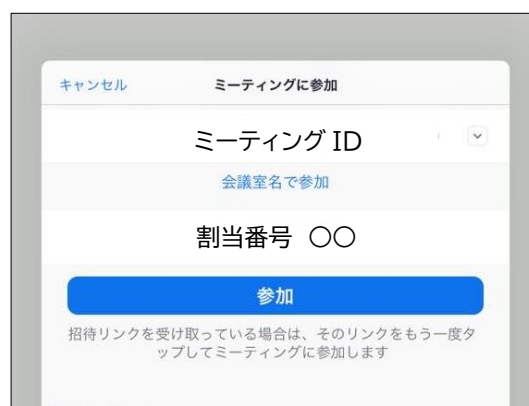 キャンセル ミーティングに参加
ミーティング ID
会議室名で参加
割当番号 〇〇
参加
招待リンクを受け取っている場合は、そのリンクをもう一度タ
ップしてミーティングに参加します